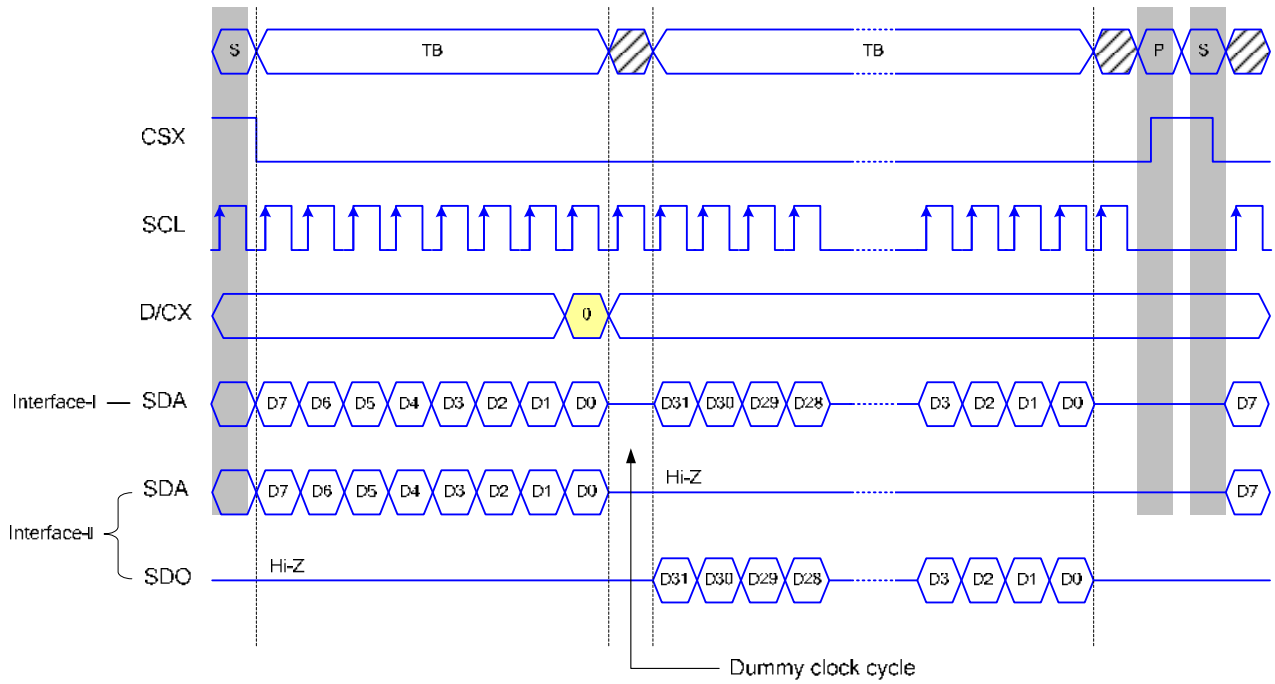 S TB TB P S
CSX
SCL
D/CX 0
Interface-I SDA D7 D6 D5 D4 D3 D2 D1 D0 D31 D30 D29 D28 D3 D2 D1 D0 D7
SDA D7 D6 D5 D4 D3 D2 D1 D0 Hi-Z D7
Interface-II
SDO Hi-Z D31 D30 D29 D28 D3 D2 D1 D0
Dummy clock cycle